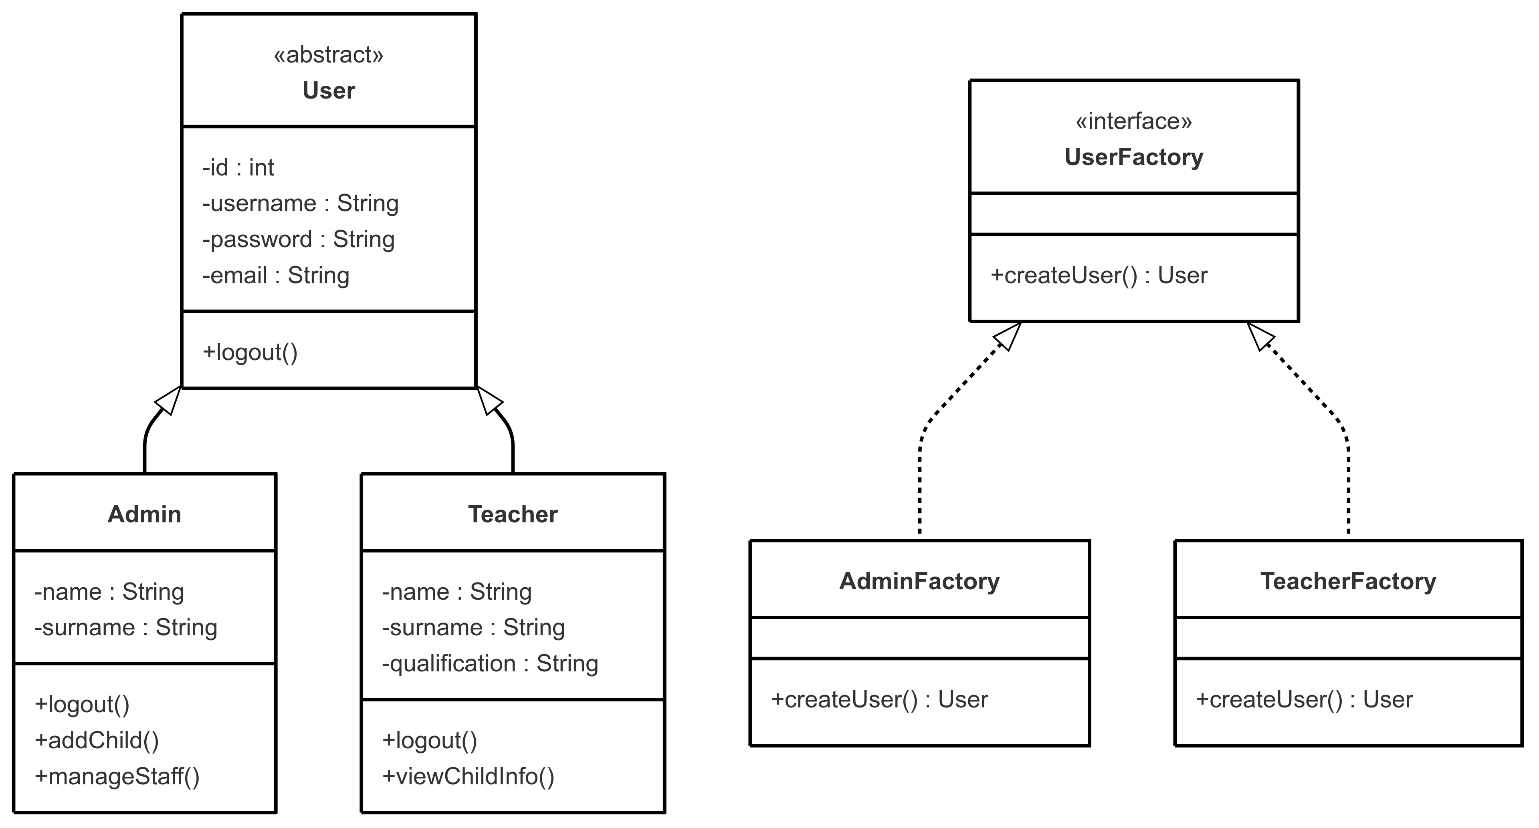 «abstract»
User
-id : int
-username : String
-password : String
-email : String
+logout()
Admin
-name : String
-surname : String
+logout()
+addChild()
+manageStaff()
Teacher
-name : String
-surname : String
-qualification : String
+logout()
+viewChildInfo()
«interface»
UserFactory
+createUser() : User
AdminFactory
+createUser() : User
TeacherFactory
+createUser() : User